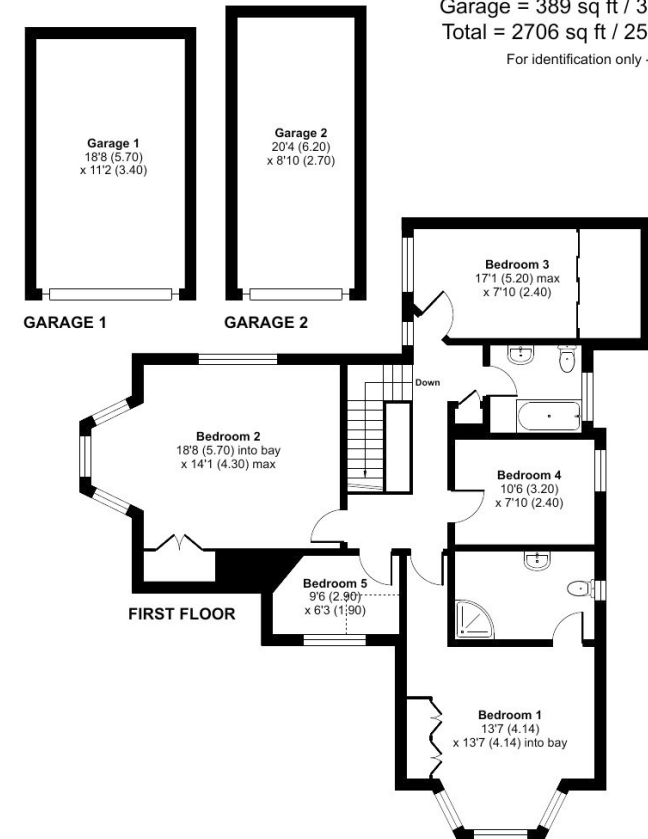 Garage = 389 sq ft / 3
Total = 2706 sq ft / 25
For identification only -
Garage 1
18'8 (5.70)
x 11'2 (3.40)
Garage 2
20'4 (6.20)
x 8'10 (2.70)
GARAGE 1
GARAGE 2
Bedroom 3
17'1 (5.20) max
x 7'10 (2.40)
Down
Bedroom 2
18'8 (5.70) into bay
x 14'1 (4.30) max
Bedroom 4
10'6 (3.20)
x 7'10 (2.40)
Bedroom 5
9'6 (2.90)
x 6'3 (1.90)
FIRST FLOOR
Bedroom 1
13'7 (4.14)
x 13'7 (4.14) into bay